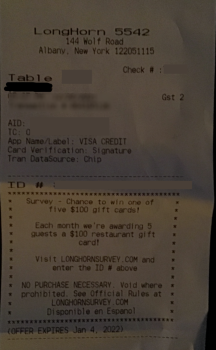 LongHorn 5542
144 Wolf Road
Albany, New York 122051115
Check # :
Table
Gst 2
AID:
TC: 0
App Name/Label: VISA CREDIT
Card Verification: Signature
Tran DataSource: Chip
ID # :
Survey - Chance to win one of
five $100 gift cards!
Each month we're awarding 5
guests a $100 restaurant gift
card!
Visit LONGHORNSURVEY.COM and
enter the ID # above
NO PURCHASE NECESSARY. Void where
prohibited. See Official Rules at
LONGHORNSURVEY.COM
Disponible en Espanol
(OFFER EXPIRES Jan 4, 2022)